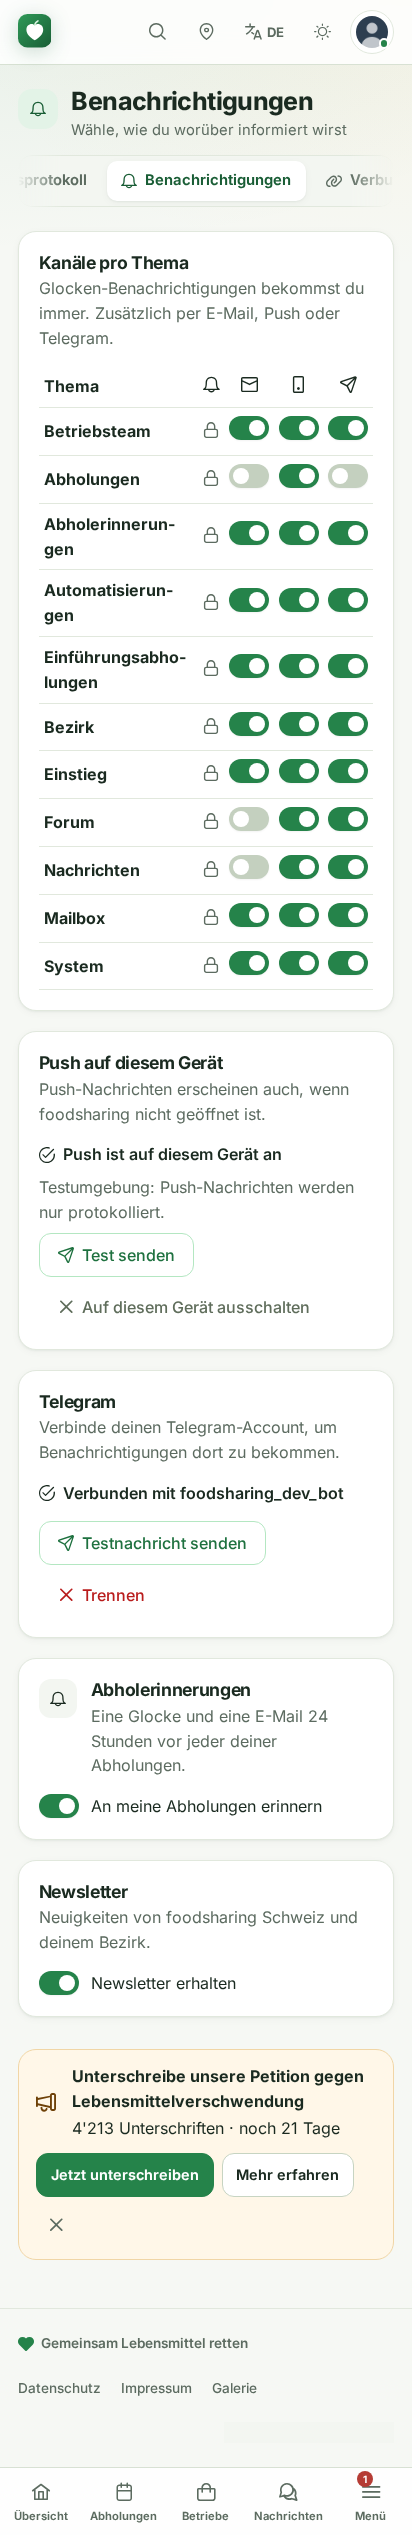 DE
Benachrichtigungen
Wähle, wie du worüber informiert wirst
sprotokoll Benachrichtigungen Verbu
Kanäle pro Thema
Glocken-Benachrichtigungen bekommst du
immer. Zusätzlich per E-Mail, Push oder
Telegram.
Thema
Betriebsteam
Abholungen
Abholerinnerun-
gen
Automatisierun-
gen
Einführungsabho-
lungen
Bezirk
Einstieg
Forum
Nachrichten
Mailbox
System
Push auf diesem Gerät
Push-Nachrichten erscheinen auch, wenn
foodsharing nicht geöffnet ist.
Push ist auf diesem Gerät an
Testumgebung: Push-Nachrichten werden
nur protokolliert.
Test senden
Auf diesem Gerät ausschalten
Telegram
Verbinde deinen Telegram-Account, um
Benachrichtigungen dort zu bekommen.
Verbunden mit foodsharing_dev_bot
Testnachricht senden
Trennen
Abholerinnerungen
Eine Glocke und eine E-Mail 24
Stunden vor jeder deiner
Abholungen.
An meine Abholungen erinnern
Newsletter
Neuigkeiten von foodsharing Schweiz und
deinem Bezirk.
Newsletter erhalten
Unterschreibe unsere Petition gegen
Lebensmittelverschwendung
4'213 Unterschriften · noch 21 Tage
Jetzt unterschreiben Mehr erfahren
Gemeinsam Lebensmittel retten
Datenschutz Impressum Galerie
1
Übersicht Abholungen Betriebe Nachrichten Menü